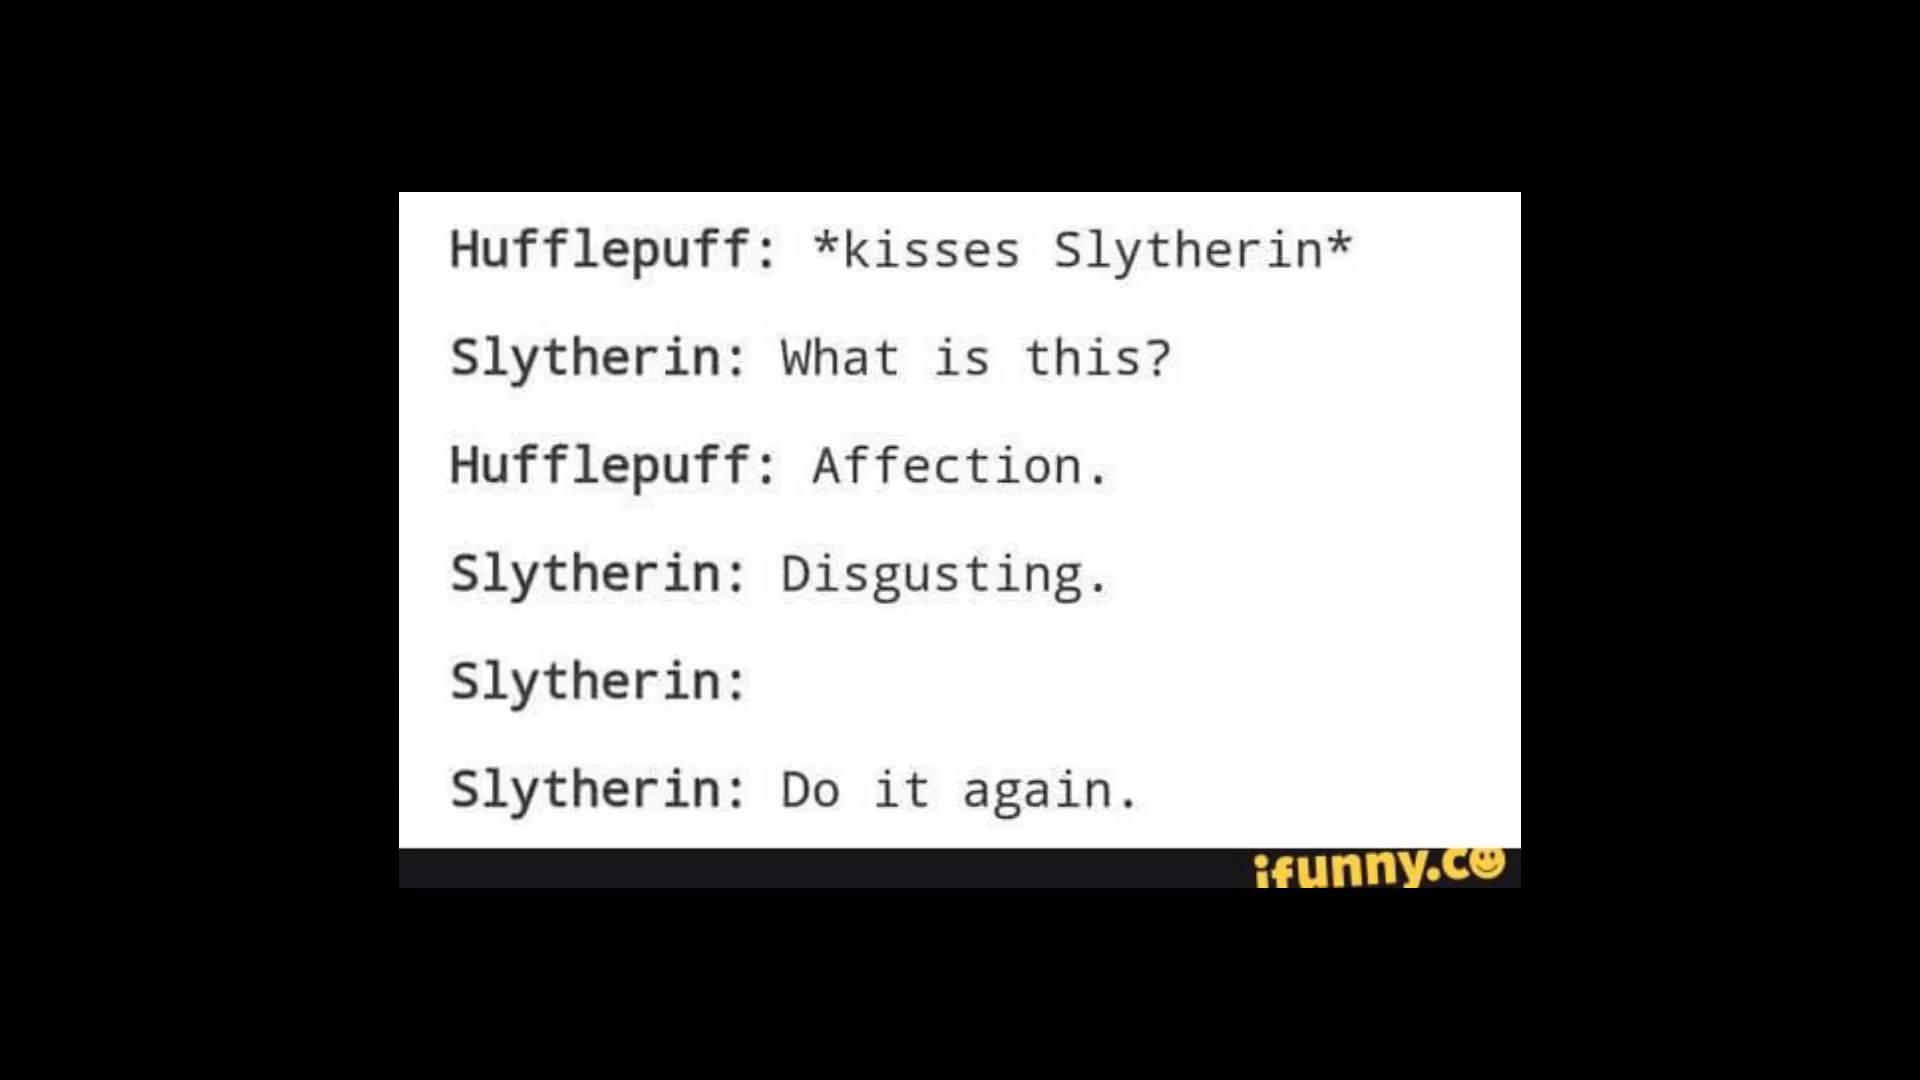 Hufflepuff: *kisses Slytherin*
Slytherin: What is this?
Hufflepuff: Affection.
Slytherin: Disgusting.
Slytherin:
Slytherin: Do it again.
ifunny.co